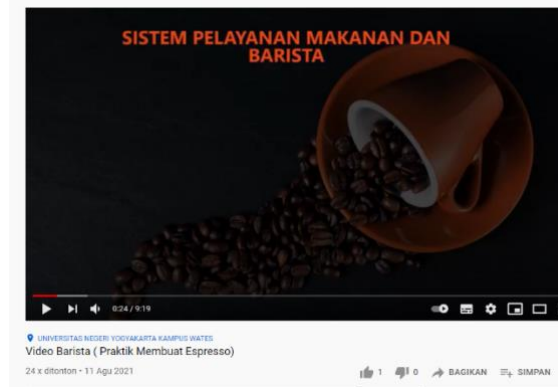 SISTEM PELAYANAN MAKANAN DAN
BARISTA
0:24 / 9:19
UNIVERSITAS NEGERI YOGYAKARTA KAMPUS WATES
Video Barista ( Praktik Membuat Espresso)
24 x ditonton • 11 Agu 2021
1
0
BAGIKAN
SIMPAN